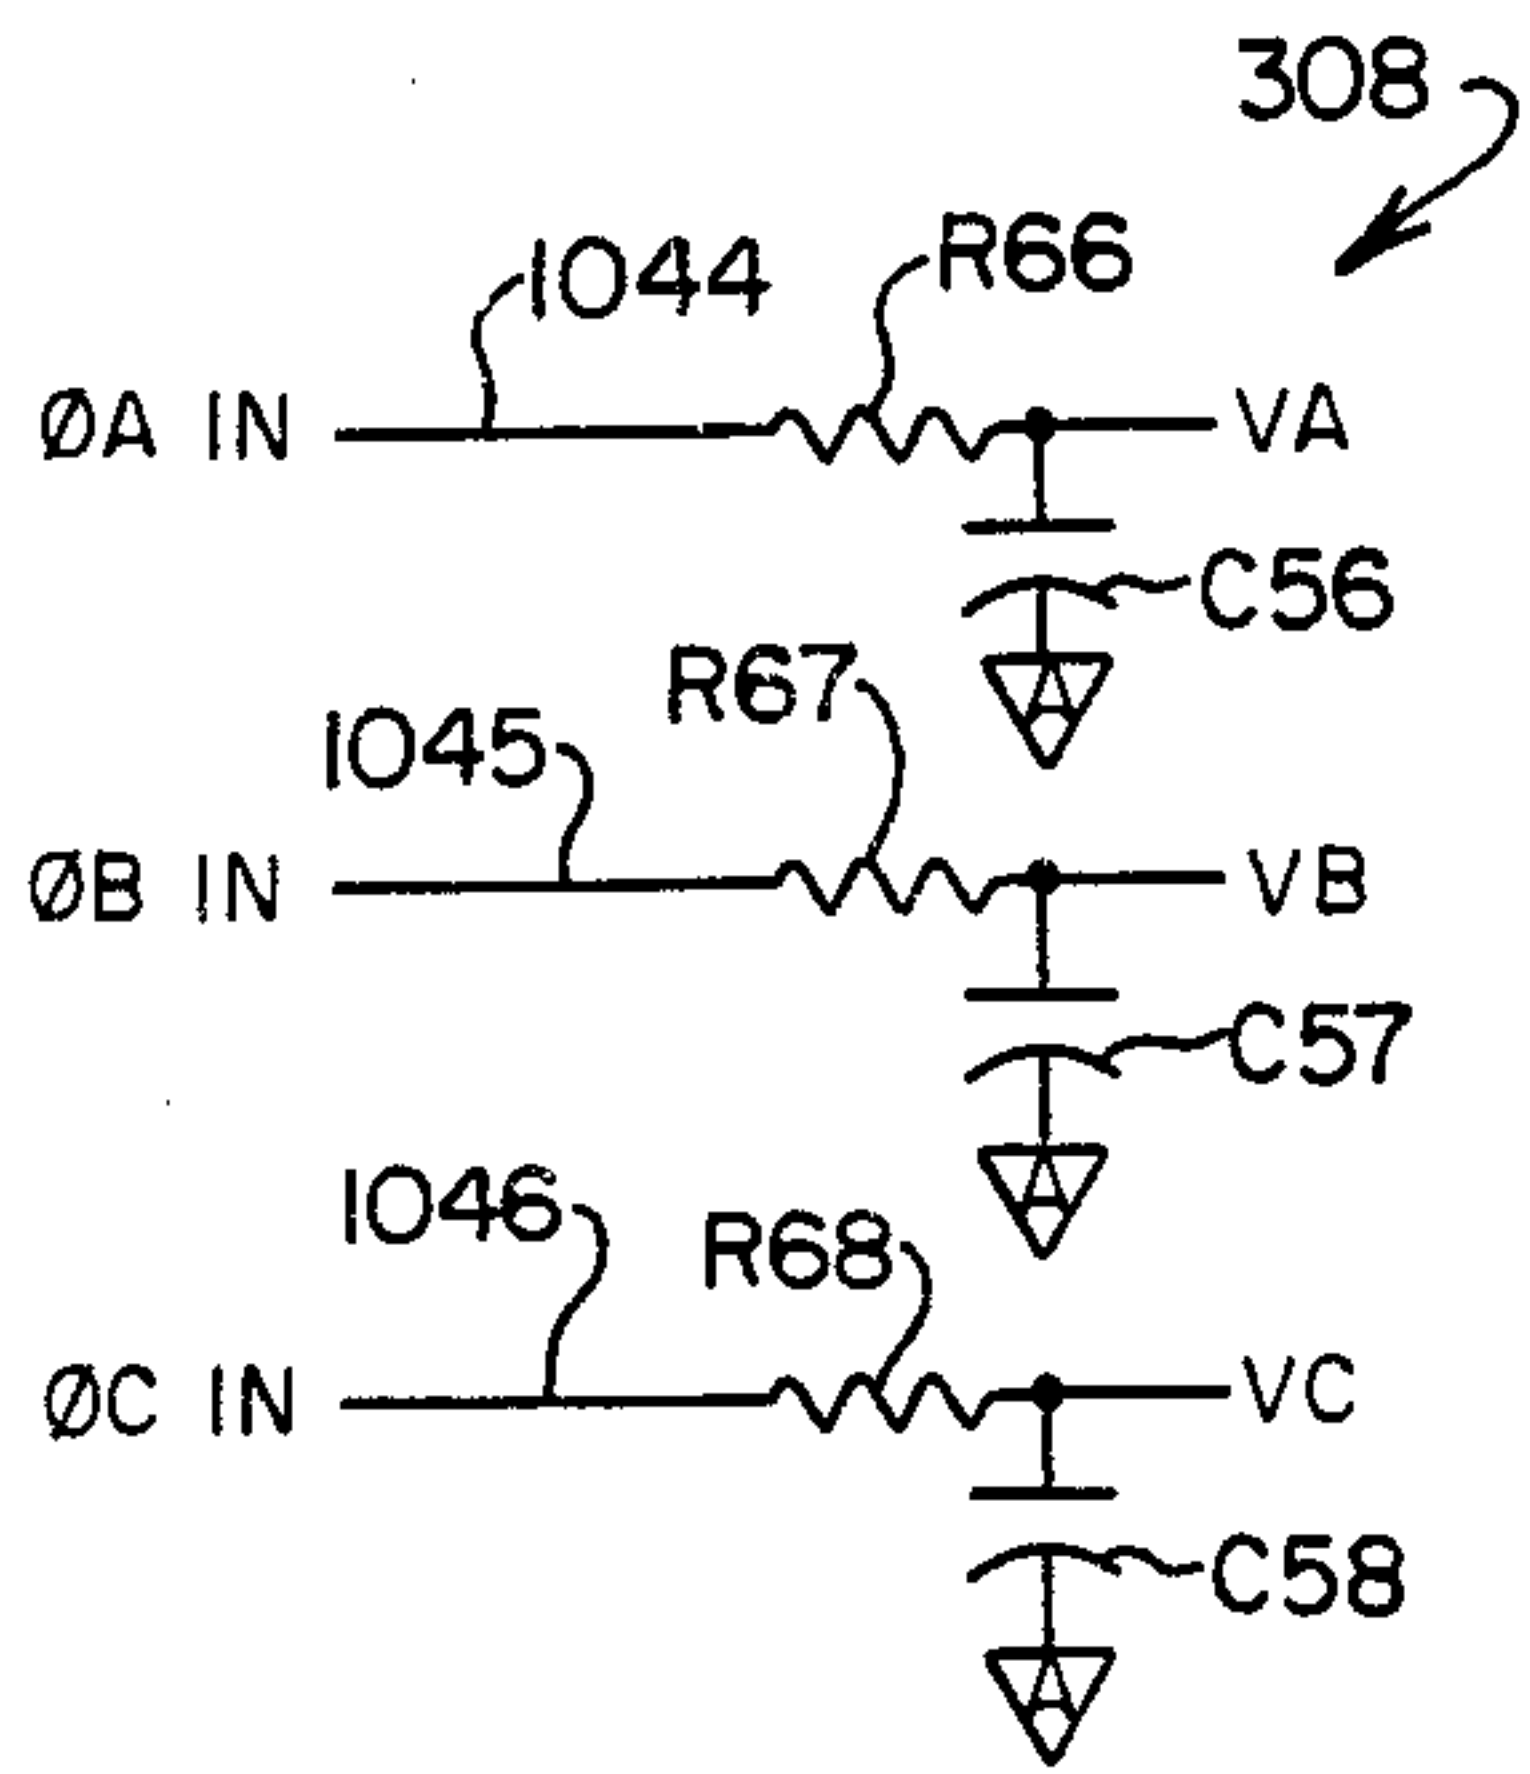 308
1044
R66
ØA IN
VA
C56
A
R67
1045
ØB IN
VB
C57
A
1046
R68
ØC IN
VC
C58
A